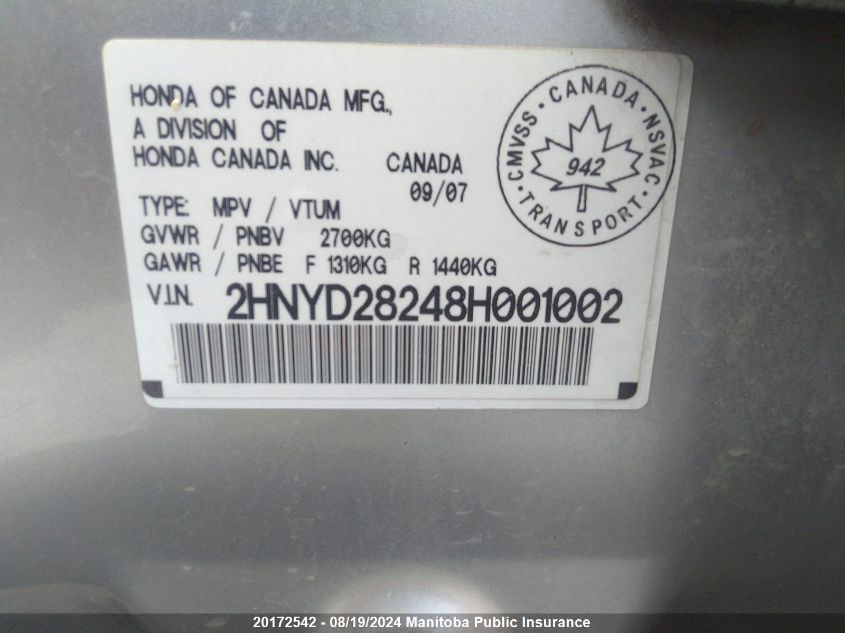 HONDA OF CANADA MFG.,
A DIVISION OF
HONDA CANADA INC. CANADA
09/07
TYPE: MPV / VTUM
GVWR / PNBV 2700KG
GAWR / PNBE F 1310KG R 1440KG
V.I.N. 2HNYD28248H001002
CMVSS · CANADA · NSVAC · TRANSPORT ·
942
20172542 - 08/19/2024 Manitoba Public Insurance